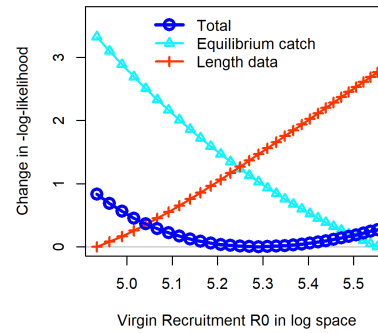 Total
Equilibrium catch
Length data
Change in -log-likelihood
3
2
1
0
5.0 5.1 5.2 5.3 5.4 5.5
Virgin Recruitment R0 in log space